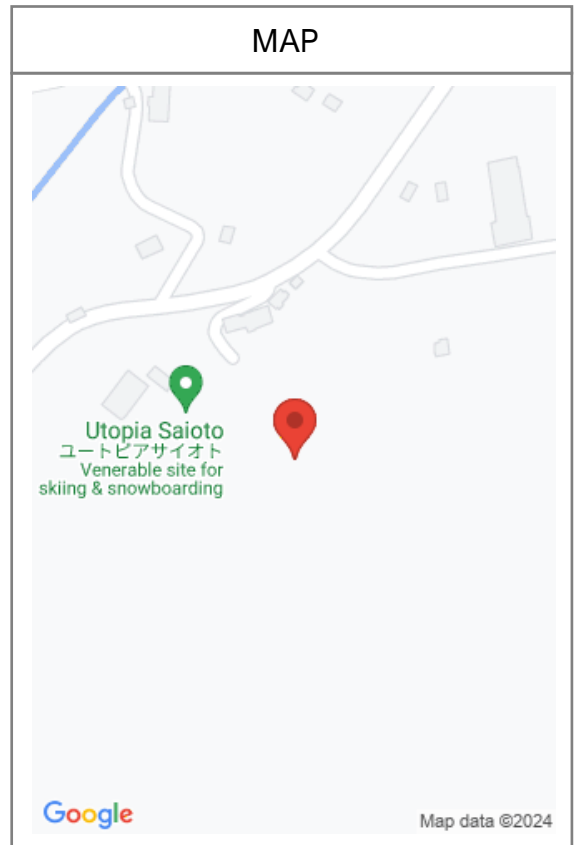 MAP
Utopia Saioto
ユートピアサイオト
Venerable site for
skiing & snowboarding
Google
Map data ©2024